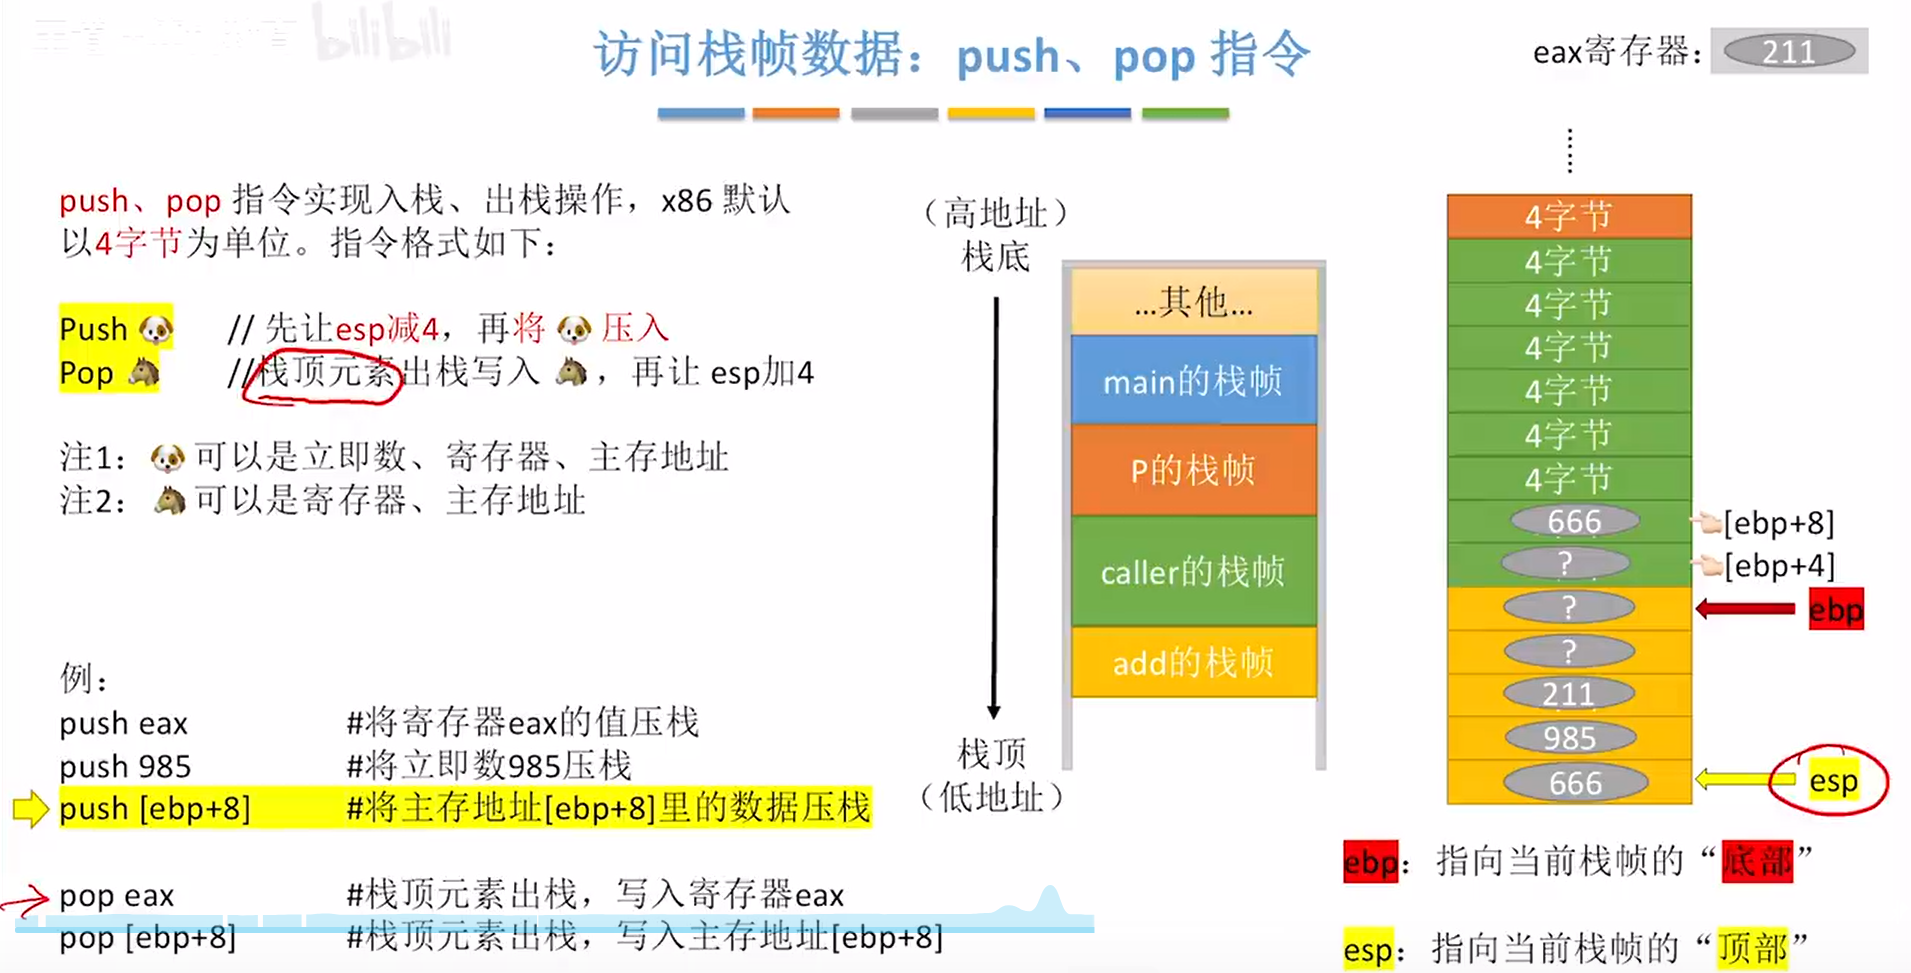 bilibili
访问栈帧数据：push、pop 指令
eax寄存器：
211
push、pop 指令实现入栈、出栈操作，x86 默认
以4字节为单位。指令格式如下：
Push 🐶 // 先让esp减4，再将 🐶 压入
Pop 🐴 //栈顶元素出栈写入 🐴，再让 esp加4
注1：🐶 可以是立即数、寄存器、主存地址
注2：🐴 可以是寄存器、主存地址
例：
push eax #将寄存器eax的值压栈
push 985 #将立即数985压栈
push [ebp+8] #将主存地址[ebp+8]里的数据压栈
pop eax #栈顶元素出栈，写入寄存器eax
pop [ebp+8] #栈顶元素出栈，写入主存地址[ebp+8]
（高地址）
栈底
栈顶
（低地址）
...其他...
main的栈帧
P的栈帧
caller的栈帧
add的栈帧
4字节
4字节
4字节
4字节
4字节
4字节
4字节
666 [ebp+8]
? [ebp+4]
? ebp
?
211
985
666 esp
ebp：指向当前栈帧的“底部”
esp：指向当前栈帧的“顶部”